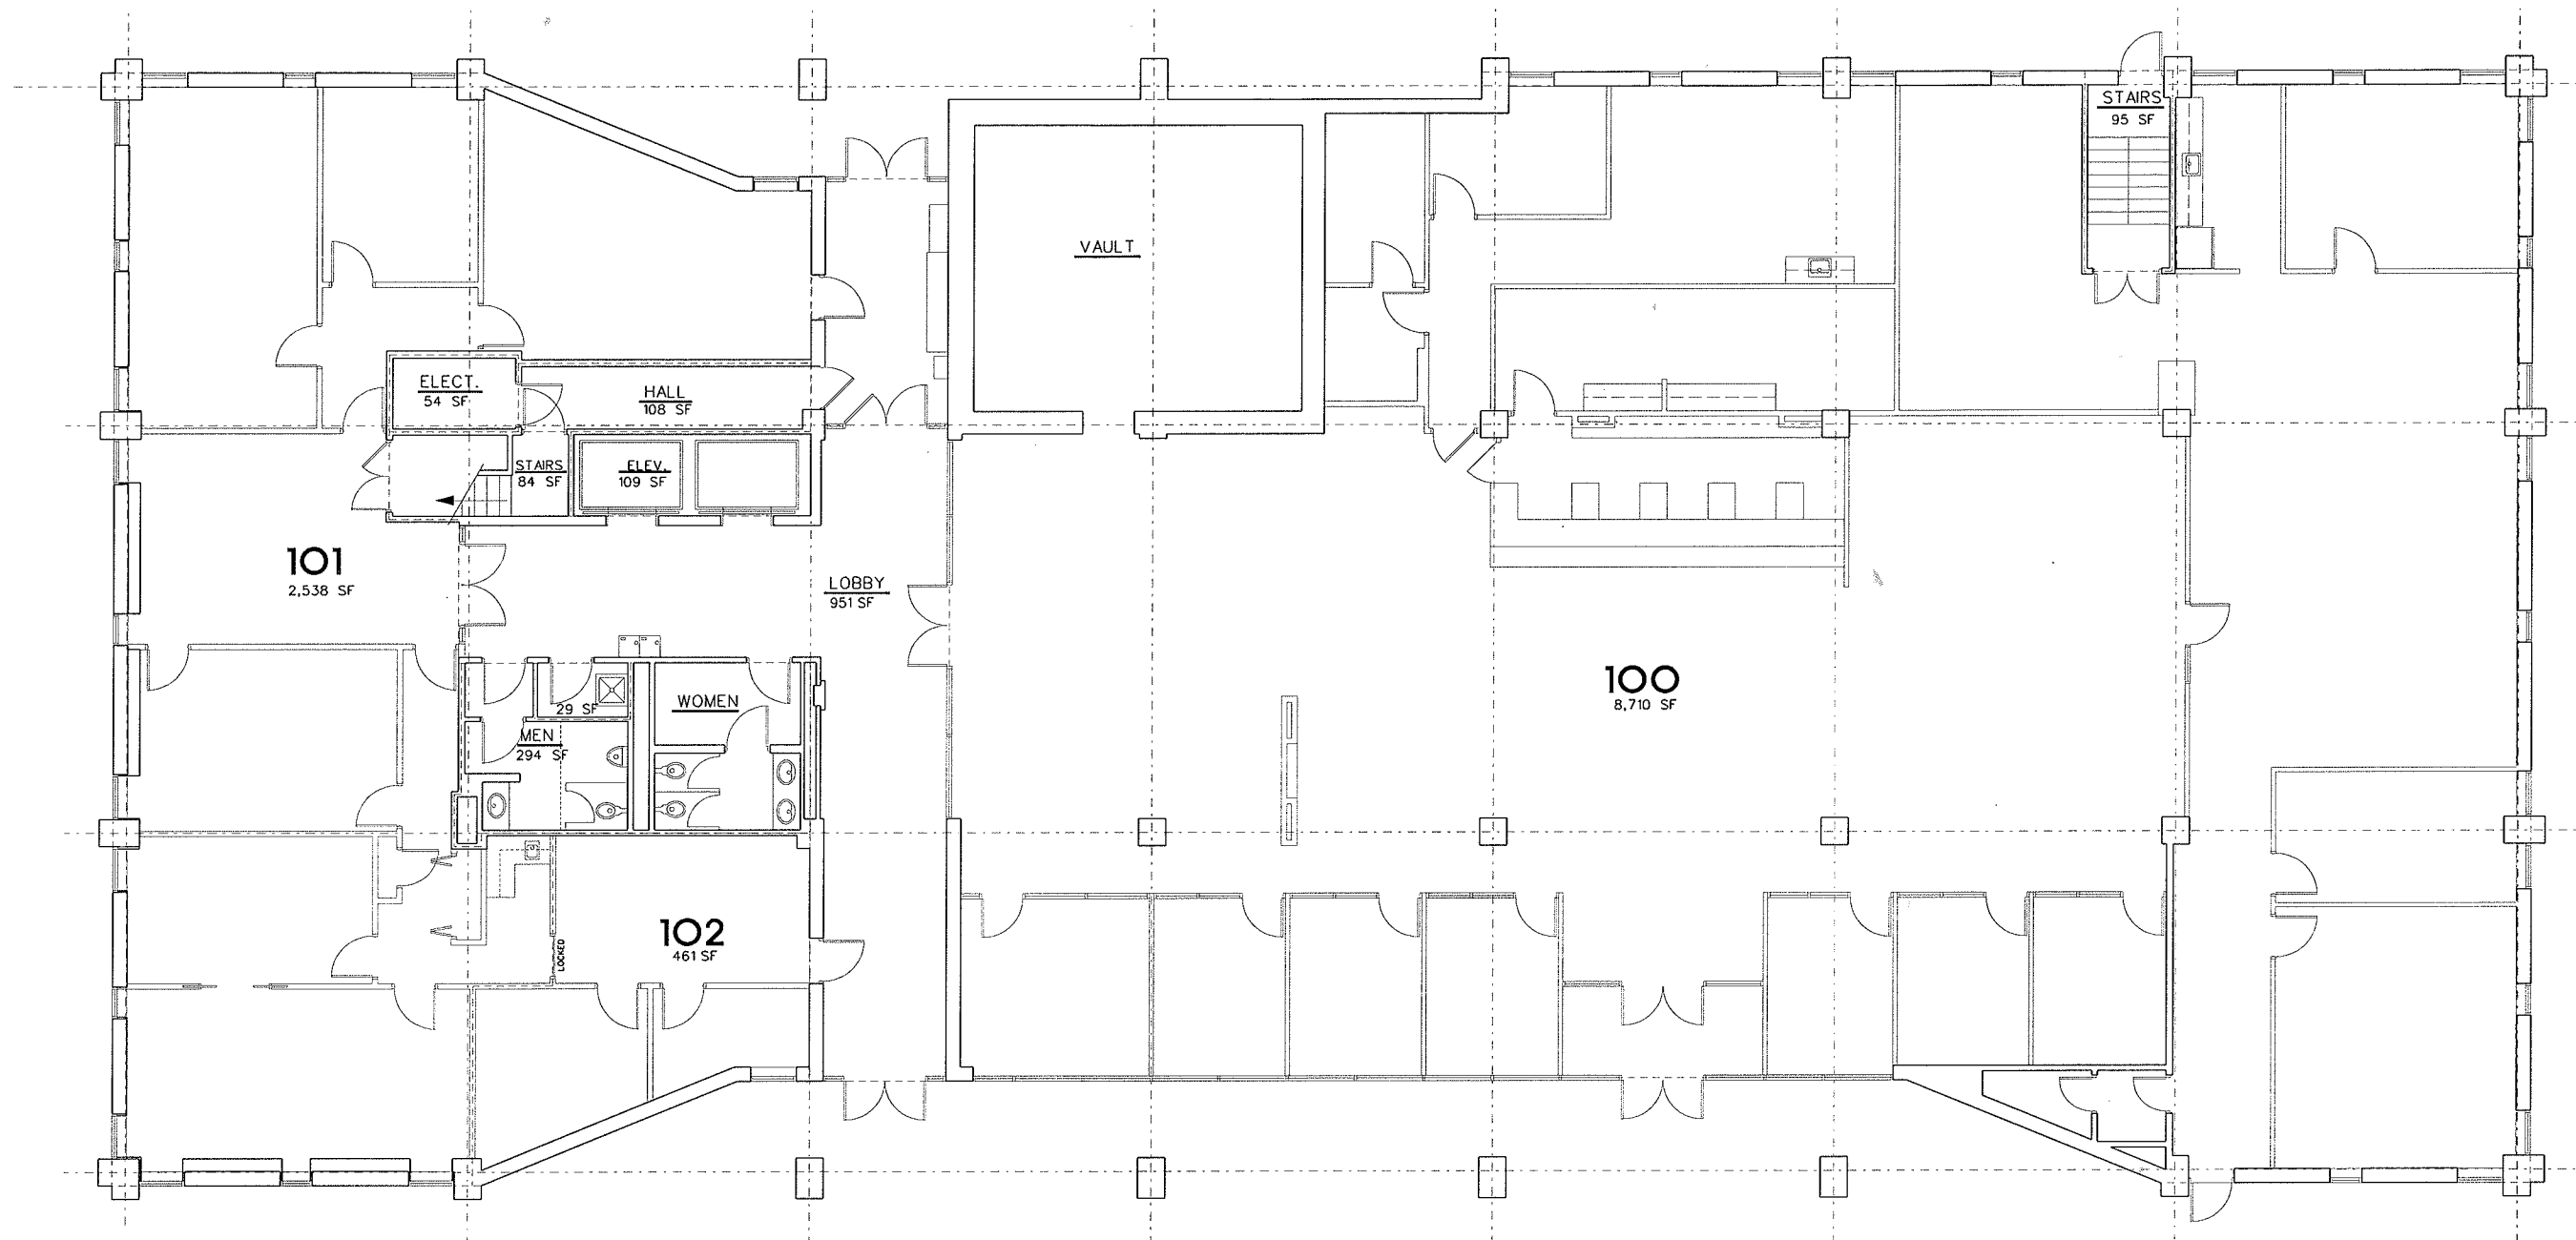 STAIRS
95 SF
VAULT
ELECT.
54 SF
HALL
108 SF
STAIRS
84 SF
ELEV.
109 SF
101
2,538 SF
LOBBY
951 SF
100
8,710 SF
29 SF
WOMEN
MEN
294 SF
102
461 SF
LOCKED